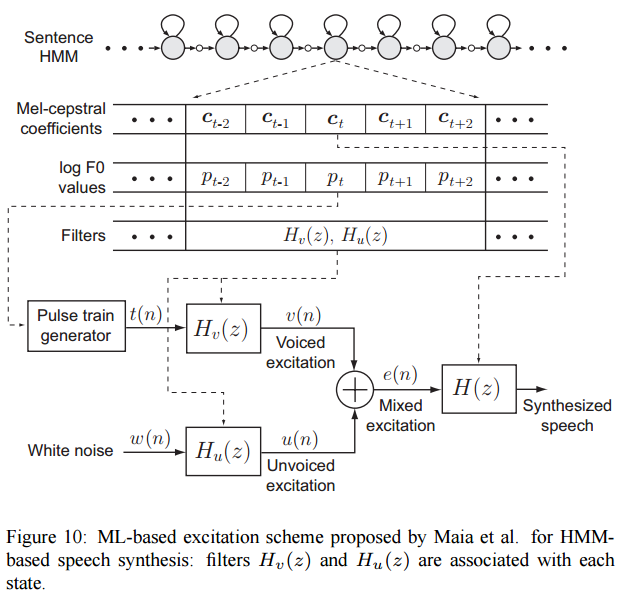 Sentence
HMM
Mel-cepstral
coefficients
c_{t-2} c_{t-1} c_t c_{t+1} c_{t+2}
log F0
values
p_{t-2} p_{t-1} p_t p_{t+1} p_{t+2}
Filters
H_v(z), H_u(z)
Pulse train
generator
t(n)
H_v(z)
v(n)
Voiced
excitation
e(n)
Mixed
excitation
H(z)
Synthesized
speech
White noise
w(n)
H_u(z)
u(n)
Unvoiced
excitation
Figure 10: ML-based excitation scheme proposed by Maia et al. for HMM-
based speech synthesis: filters H_v(z) and H_u(z) are associated with each
state.